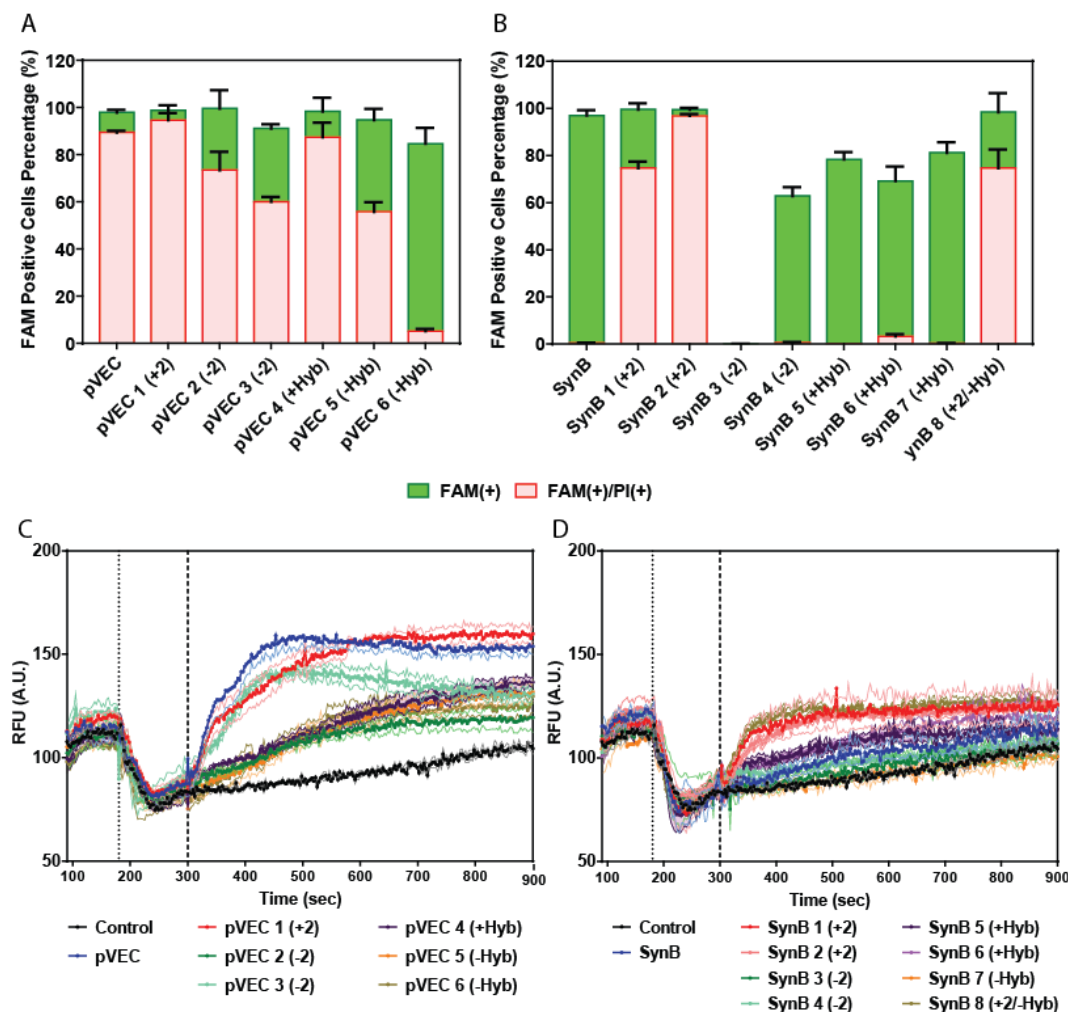 A
B
FAM Positive Cells Percentage (%)
120
100
80
60
40
20
0
pVEC
pVEC 1 (+2)
pVEC 2 (-2)
pVEC 3 (-2)
pVEC 4 (+Hyb)
pVEC 5 (-Hyb)
pVEC 6 (-Hyb)
FAM Positive Cells Percentage (%)
120
100
80
60
40
20
0
SynB
SynB 1 (+2)
SynB 2 (+2)
SynB 3 (-2)
SynB 4 (-2)
SynB 5 (+Hyb)
SynB 6 (+Hyb)
SynB 7 (-Hyb)
ynB 8 (+2/-Hyb)
FAM(+) FAM(+)/PI(+)
C
D
RFU (A.U.)
200
150
100
50
100 200 300 400 500 600 700 800 900
Time (sec)
Control
pVEC
pVEC 1 (+2)
pVEC 2 (-2)
pVEC 3 (-2)
pVEC 4 (+Hyb)
pVEC 5 (-Hyb)
pVEC 6 (-Hyb)
RFU (A.U.)
200
150
100
50
100 200 300 400 500 600 700 800 900
Time (sec)
Control
SynB
SynB 1 (+2)
SynB 2 (+2)
SynB 3 (-2)
SynB 4 (-2)
SynB 5 (+Hyb)
SynB 6 (+Hyb)
SynB 7 (-Hyb)
SynB 8 (+2/-Hyb)